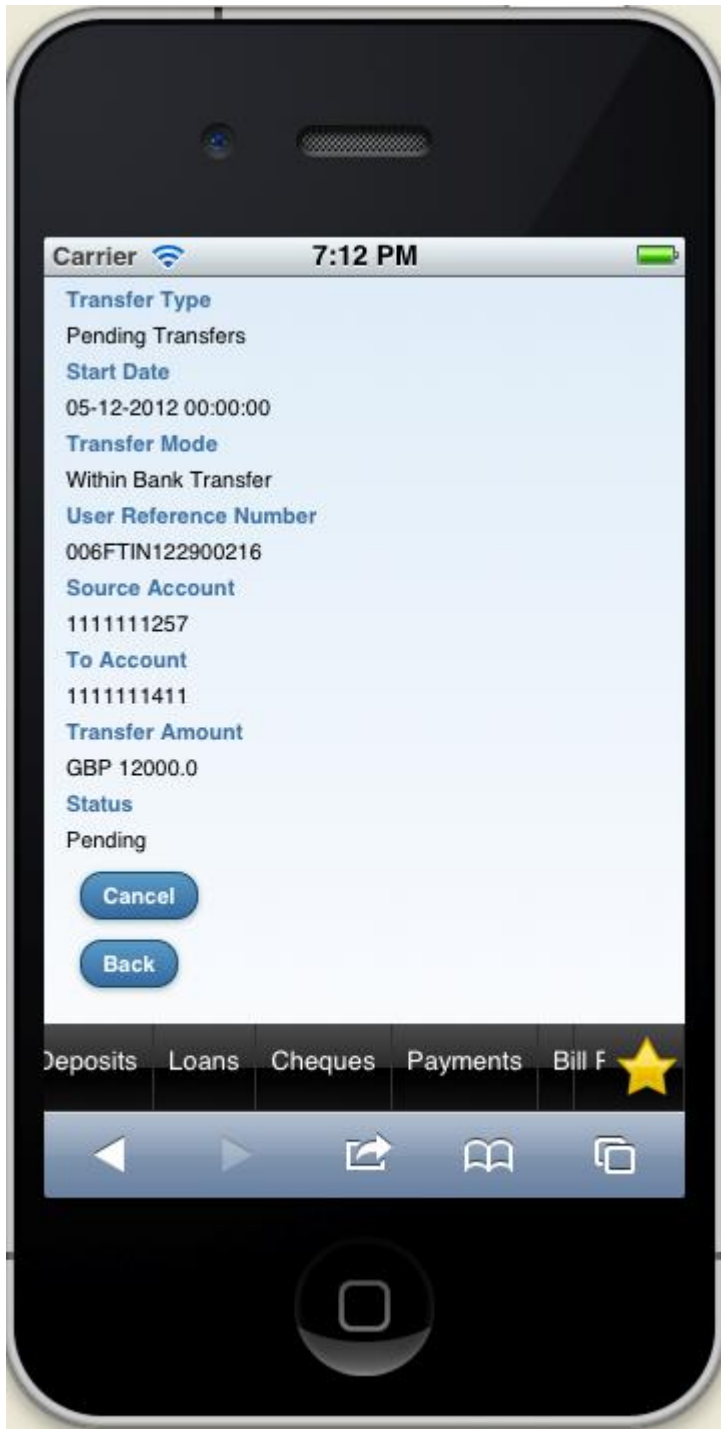 Carrier 7:12 PM
Transfer Type
Pending Transfers
Start Date
05-12-2012 00:00:00
Transfer Mode
Within Bank Transfer
User Reference Number
006FTIN122900216
Source Account
1111111257
To Account
1111111411
Transfer Amount
GBP 12000.0
Status
Pending
Cancel
Back
Deposits Loans Cheques Payments Bill